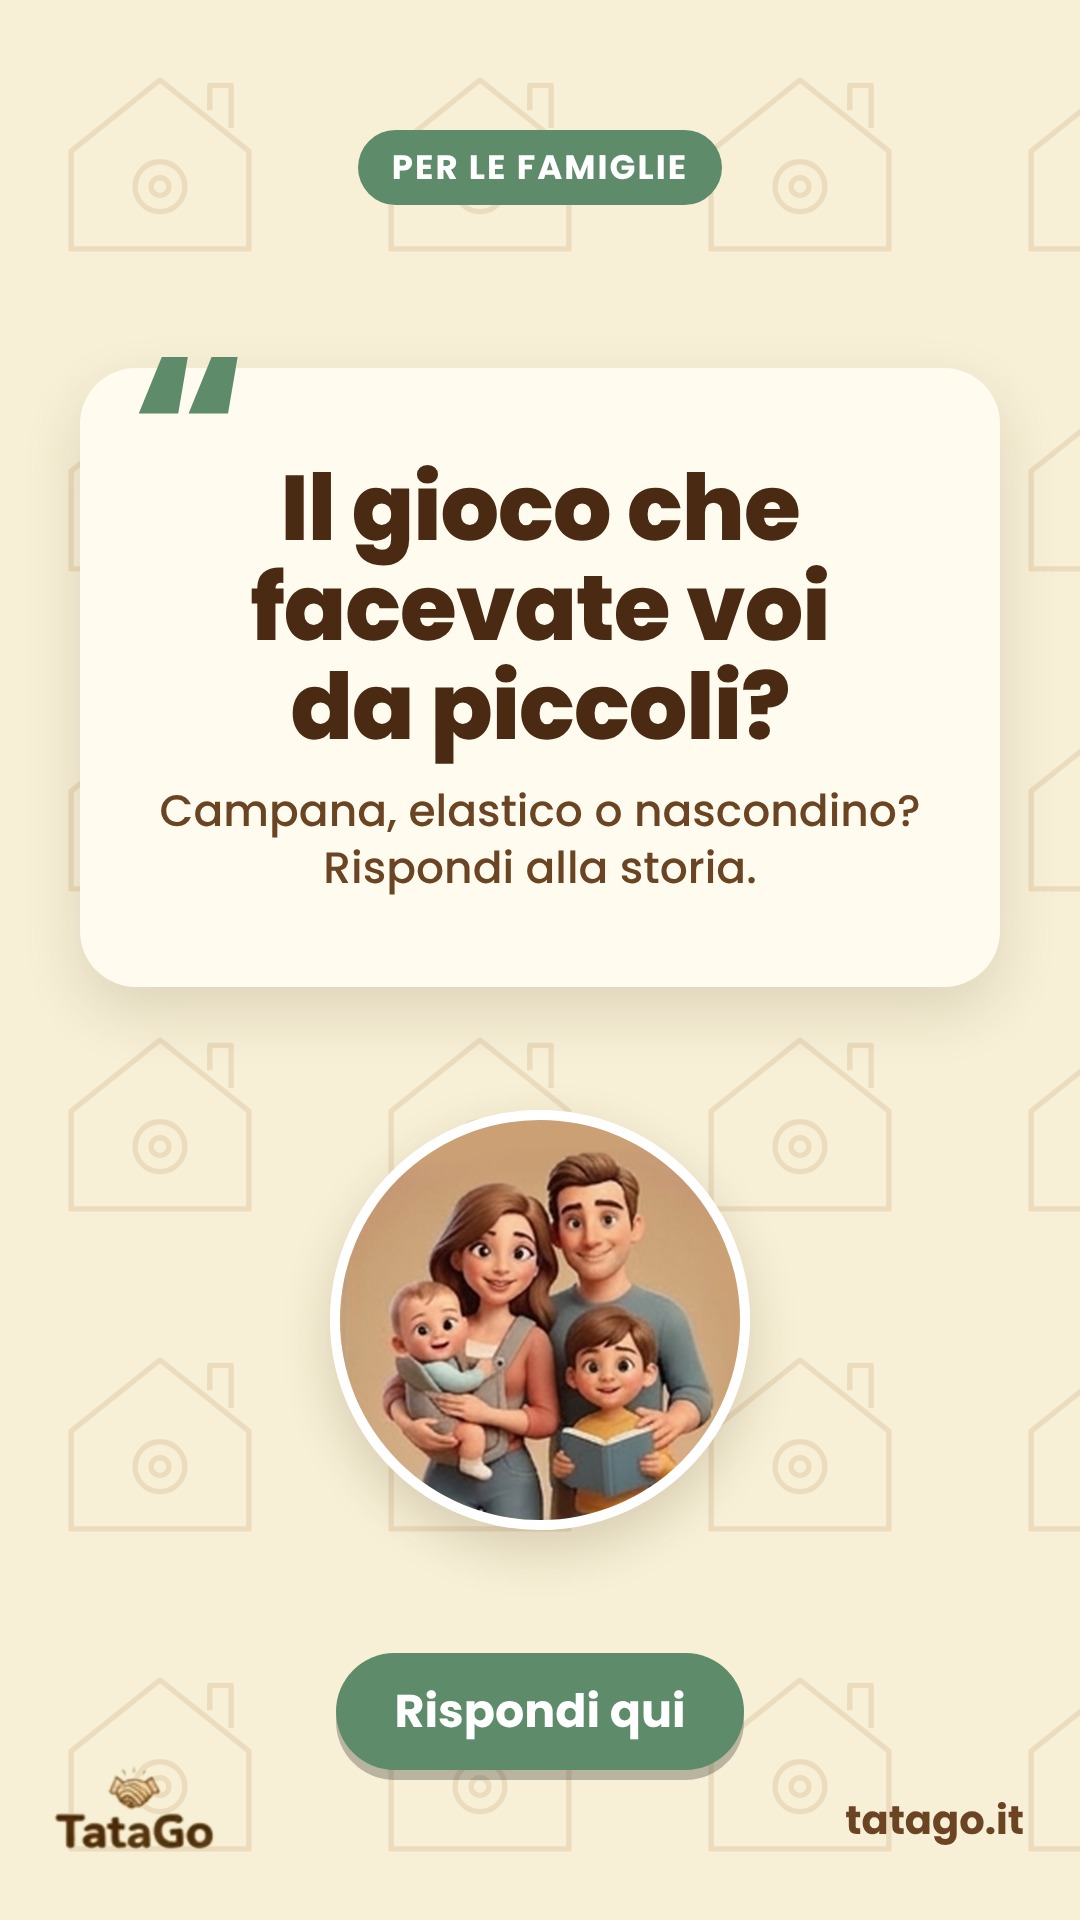 PER LE FAMIGLIE
“
Il gioco che
facevate voi
da piccoli?
Campana, elastico o nascondino?
Rispondi alla storia.
Rispondi qui
TataGo
tatago.it